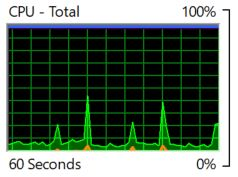 CPU - Total 100%
60 Seconds 0%